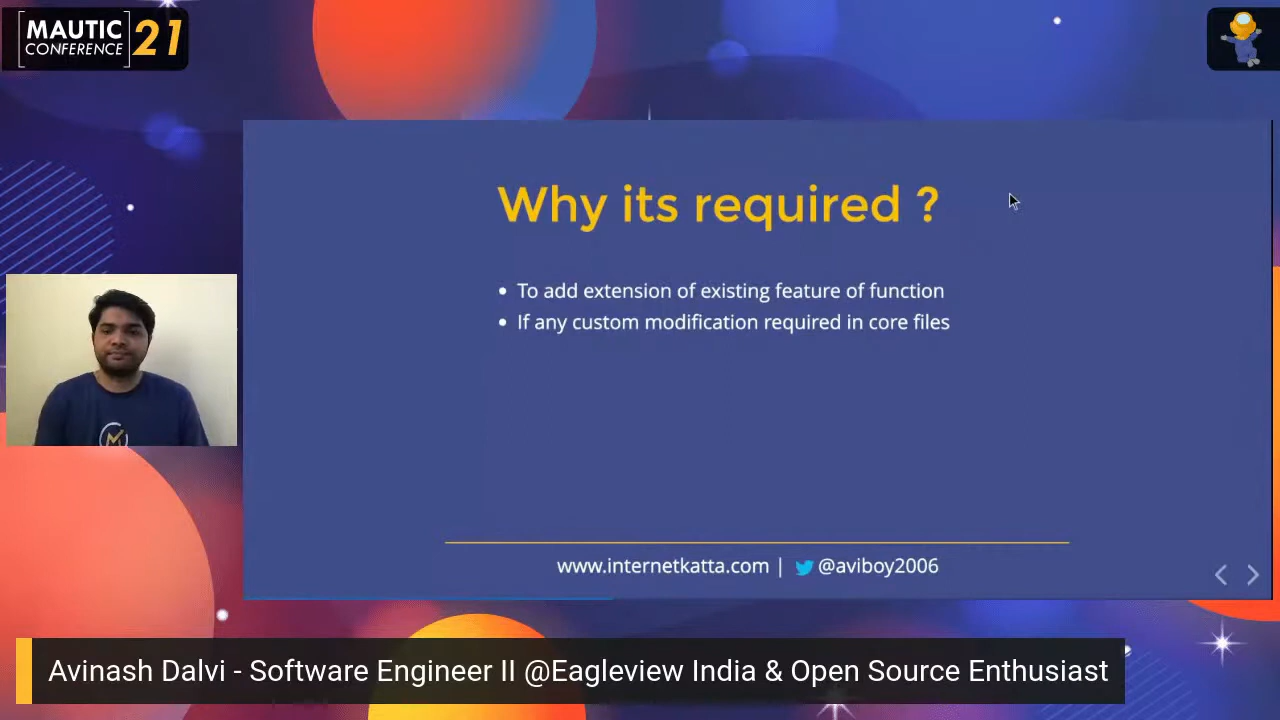 MAUTIC
CONFERENCE 21
Why its required ?
• To add extension of existing feature of function
• If any custom modification required in core files
www.internetkatta.com | @aviboy2006
Avinash Dalvi - Software Engineer II @Eagleview India & Open Source Enthusiast